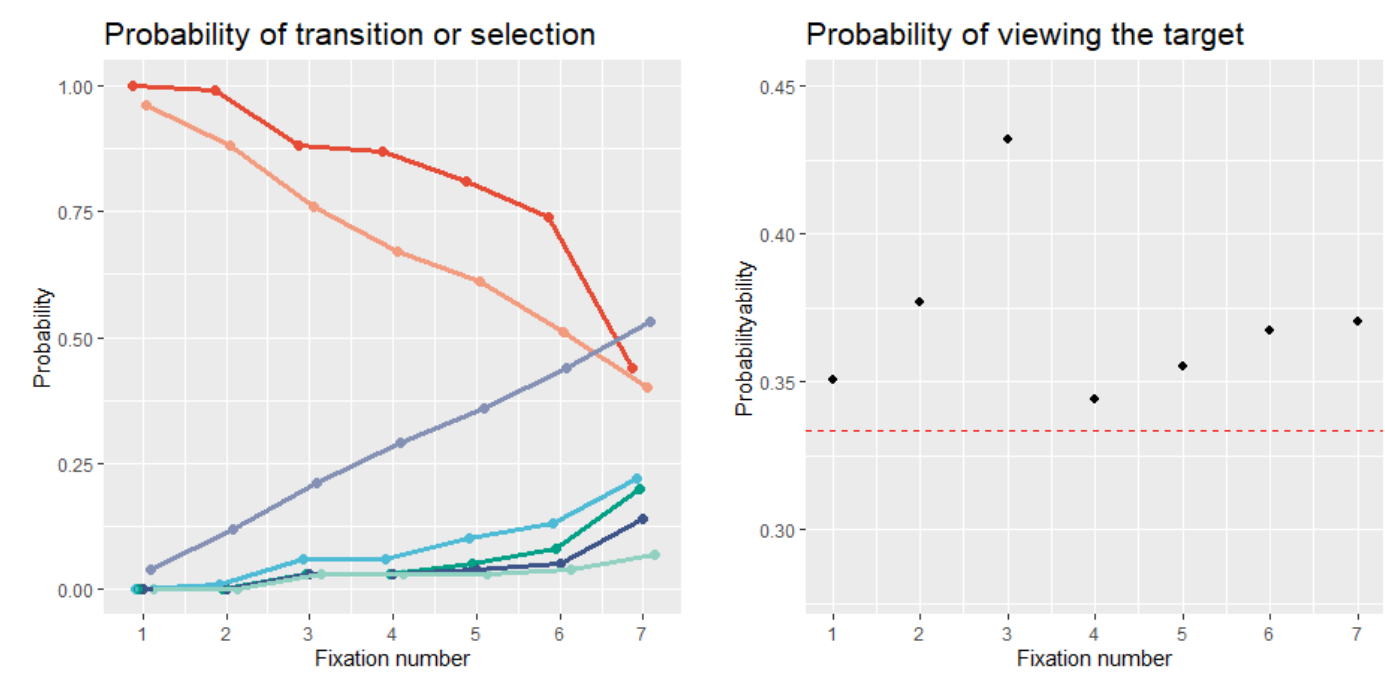 Probability of transition or selection
1.00
0.75
0.50
0.25
0.00
Probability
1 2 3 4 5 6 7
Fixation number
Probability of viewing the target
0.45
0.40
0.35
0.30
Probabilityability
1 2 3 4 5 6 7
Fixation number